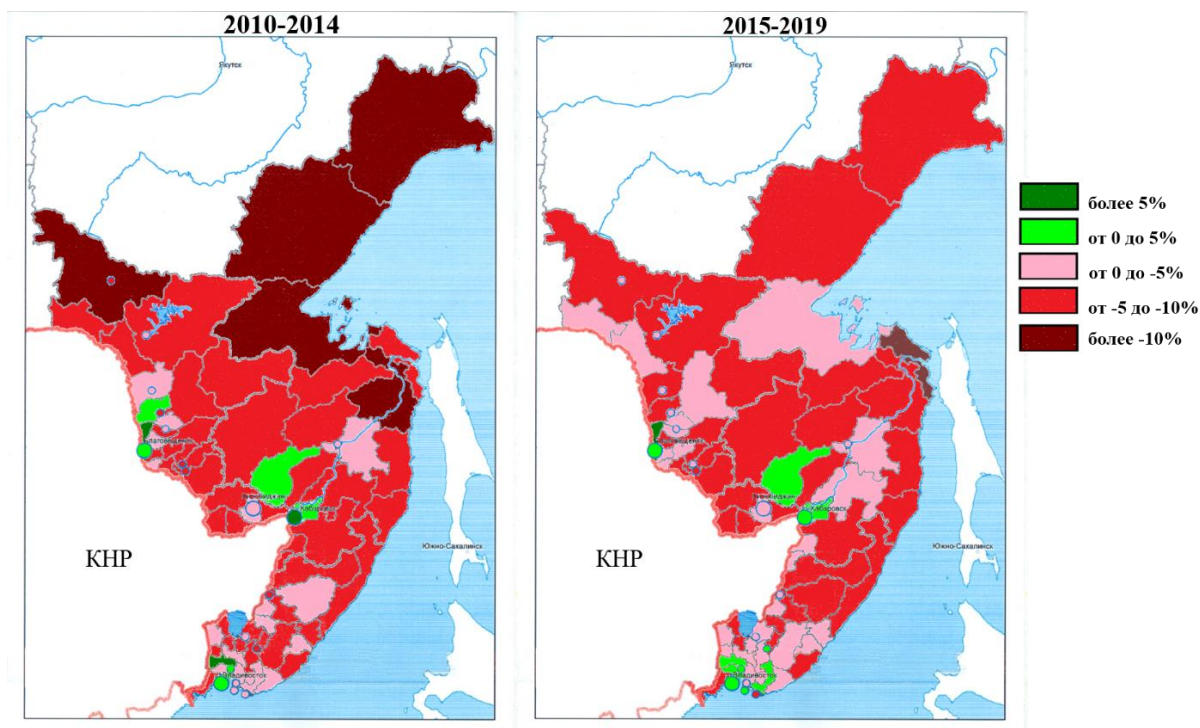 2010-2014
2015-2019
Якутск
Якутск
более 5%
от 0 до 5%
от 0 до -5%
от -5 до -10%
более -10%
Хабаровск
Южно-Сахалинск
Южно-Сахалинск
КНР
КНР
Владивосток
Владивосток